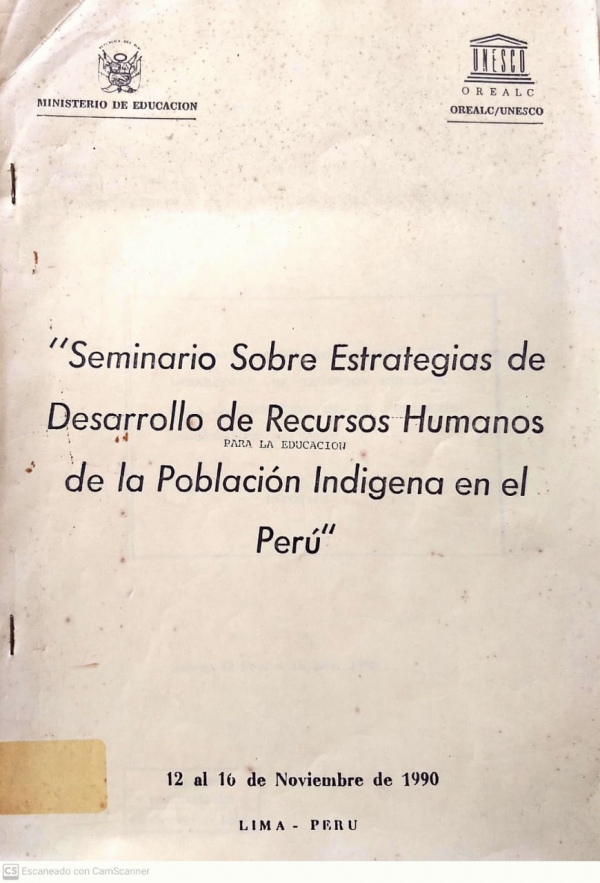 MINISTERIO DE EDUCACION
UNESCO
OREALC
OREALC/UNESCO
"Seminario Sobre Estrategias de
Desarrollo de Recursos Humanos
PARA LA EDUCACION
de la Población Indigena en el
Perú"
12 al 16 de Noviembre de 1990
LIMA - PERU
CS Escaneado con CamScanner